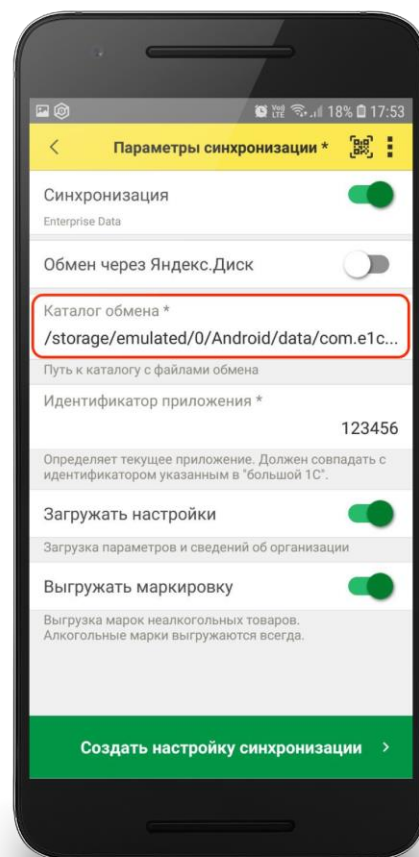 18% 17:53
Параметры синхронизации *
Синхронизация
Enterprise Data
Обмен через Яндекс.Диск
Каталог обмена *
/storage/emulated/0/Android/data/com.e1c...
Путь к каталогу с файлами обмена
Идентификатор приложения *
123456
Определяет текущее приложение. Должен совпадать с
идентификатором указанным в "большой 1С".
Загружать настройки
Загрузка параметров и сведений об организации
Выгружать маркировку
Выгрузка марок неалкогольных товаров.
Алкогольные марки выгружаются всегда.
Создать настройку синхронизации